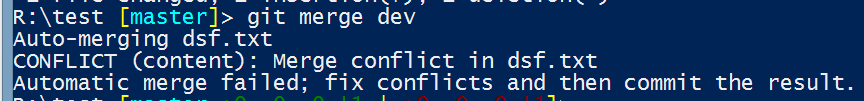 R:\test [master]> git merge dev
Auto-merging dsf.txt
CONFLICT (content): Merge conflict in dsf.txt
Automatic merge failed; fix conflicts and then commit the result.